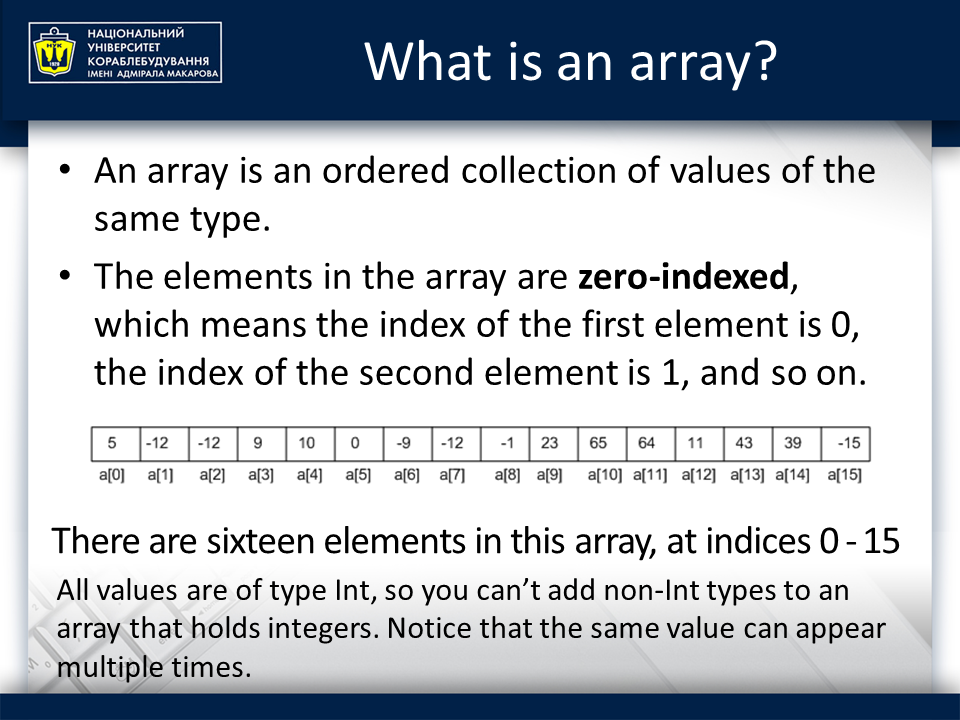 НАЦІОНАЛЬНИЙ
УНІВЕРСИТЕТ
КОРАБЛЕБУДУВАННЯ
ІМЕНІ АДМІРАЛА МАКАРОВА
НУК
1920
What is an array?
• An array is an ordered collection of values of the
same type.
• The elements in the array are zero-indexed,
which means the index of the first element is 0,
the index of the second element is 1, and so on.
5 -12 -12 9 10 0 -9 -12 -1 23 65 64 11 43 39 -15
a[0] a[1] a[2] a[3] a[4] a[5] a[6] a[7] a[8] a[9] a[10] a[11] a[12] a[13] a[14] a[15]
There are sixteen elements in this array, at indices 0 - 15
All values are of type Int, so you can’t add non-Int types to an
array that holds integers. Notice that the same value can appear
multiple times.